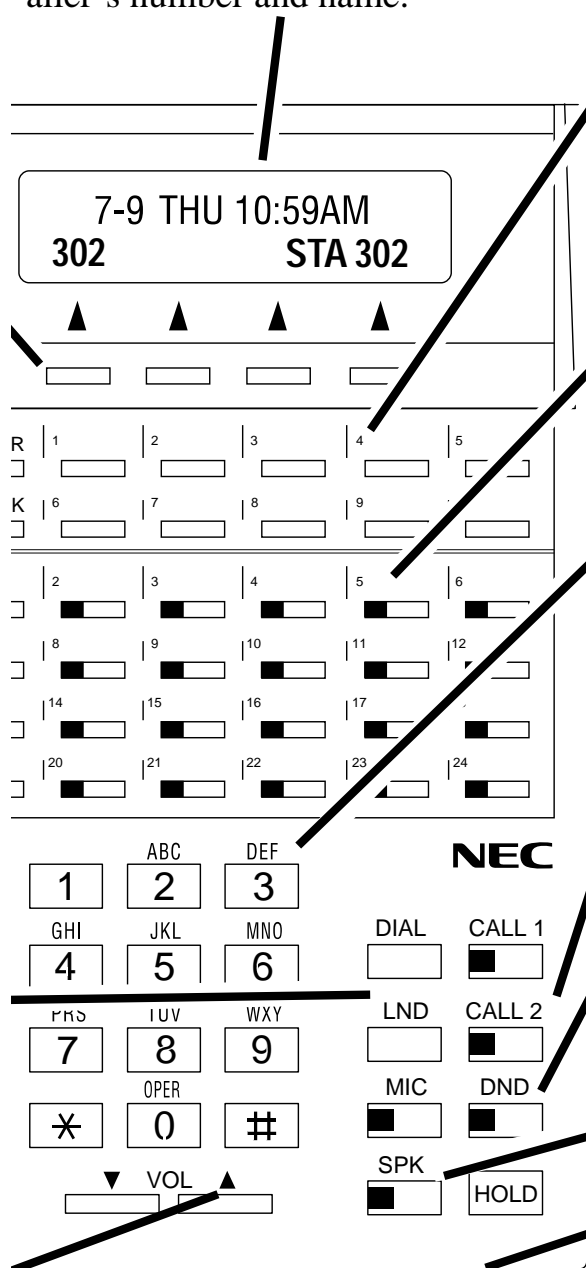 aller's number and name.
7-9 THU 10:59AM
302 STA 302
R 1 2 3 4 5
K 6 7 8 9
2 3 4 5 6
8 9 10 11 12
14 15 16 17
20 21 22 23 24
ABC DEF
1 2 3
NEC
GHI JKL MNO
4 5 6
DIAL CALL 1
PRS TUV WXY
7 8 9
LND CALL 2
OPER
* 0 #
MIC DND
▼ VOL ▲
SPK
HOLD